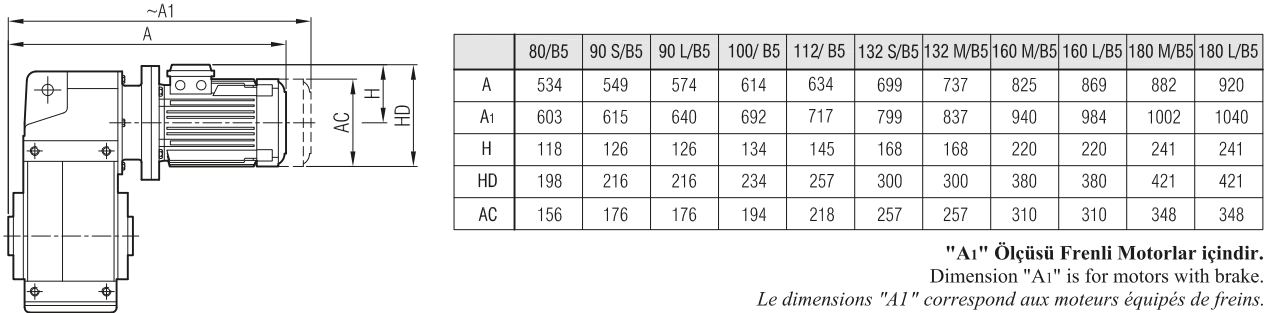 ~A1
A
H
HD
AC
80/B5 90 S/B5 90 L/B5 100/ B5 112/ B5 132 S/B5 132 M/B5 160 M/B5 160 L/B5 180 M/B5 180 L/B5
A 534 549 574 614 634 699 737 825 869 882 920
A1 603 615 640 692 717 799 837 940 984 1002 1040
H 118 126 126 134 145 168 168 220 220 241 241
HD 198 216 216 234 257 300 300 380 380 421 421
AC 156 176 176 194 218 257 257 310 310 348 348
"A1" Ölçüsü Frenli Motorlar içindir.
Dimension "A1" is for motors with brake.
Le dimensions "A1" correspond aux moteurs équipés de freins.